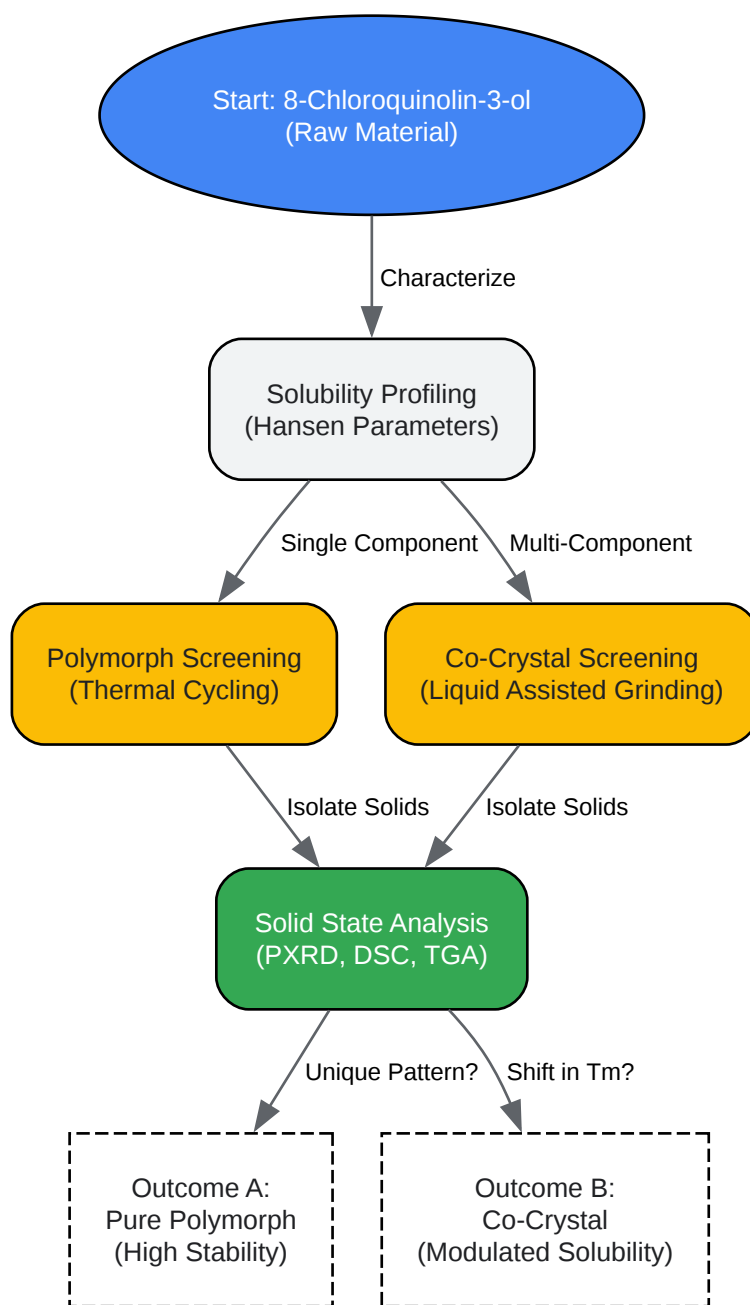 Start: 8-Chloroquinolin-3-ol
(Raw Material)
Characterize
Solubility Profiling
(Hansen Parameters)
Single Component
Multi-Component
Polymorph Screening
(Thermal Cycling)
Co-Crystal Screening
(Liquid Assisted Grinding)
Isolate Solids
Isolate Solids
Solid State Analysis
(PXRD, DSC, TGA)
Unique Pattern?
Shift in Tm?
Outcome A:
Pure Polymorph
(High Stability)
Outcome B:
Co-Crystal
(Modulated Solubility)